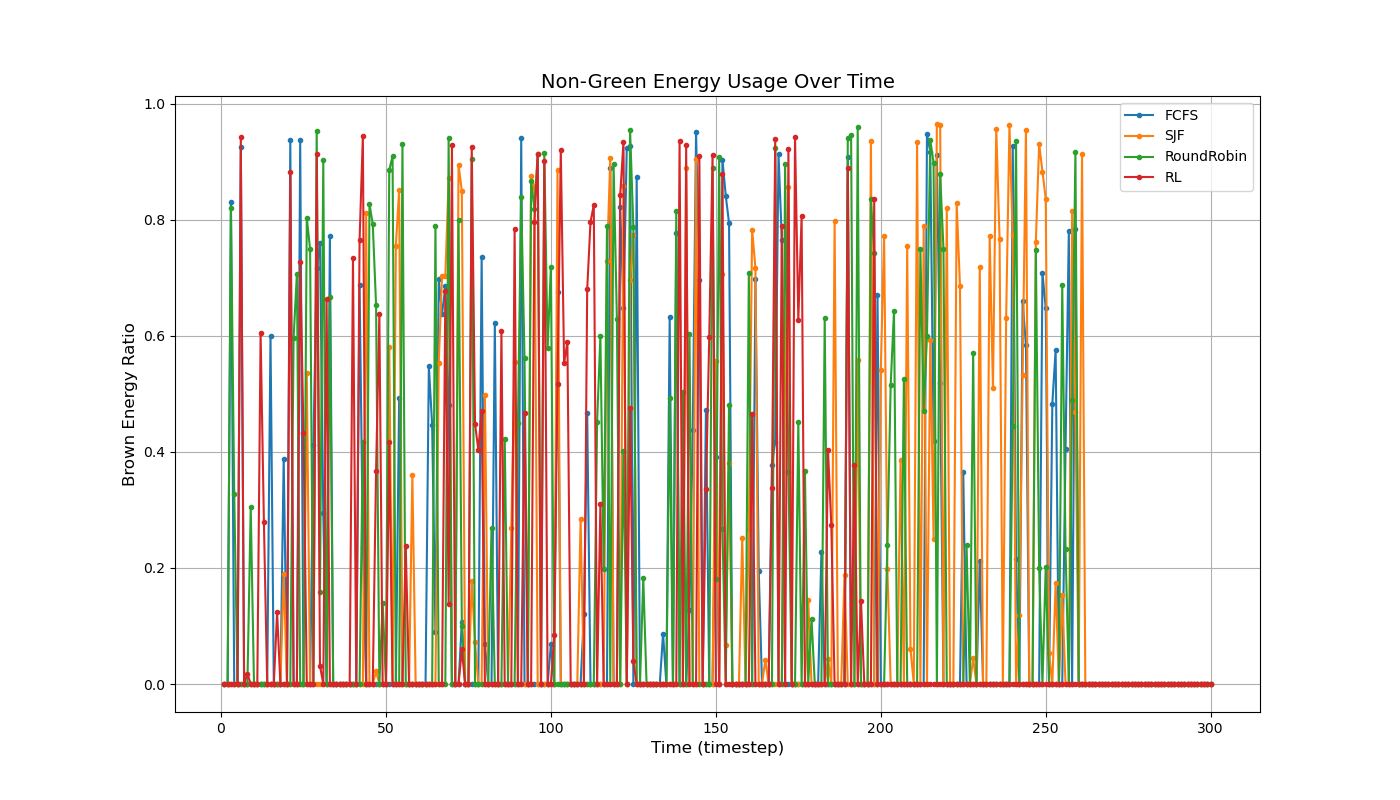 Non-Green Energy Usage Over Time
1.0
0.8
0.6
0.4
0.2
0.0
Brown Energy Ratio
FCFS
SJF
RoundRobin
RL
0
50
100
150
200
250
300
Time (timestep)